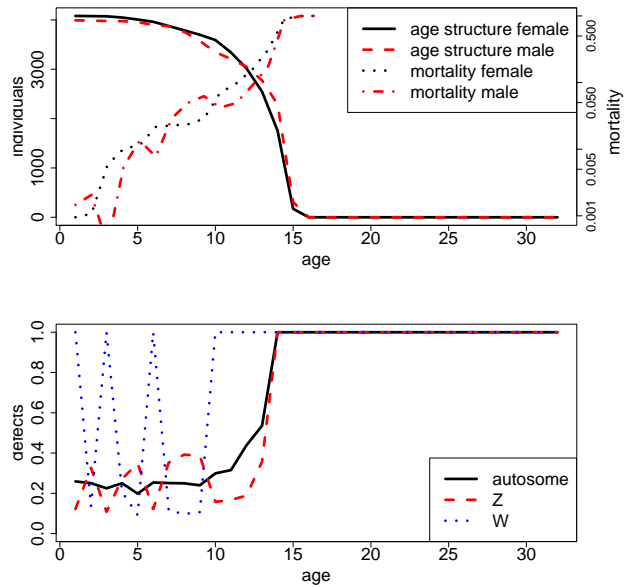 age structure female
age structure male
mortality female
mortality male
individuals
0
1000
3000
mortality
0.001
0.005
0.050
0.500
0 5 10 15 20 25 30
age
defects
0.0
0.2
0.4
0.6
0.8
1.0
autosome
Z
W
0 5 10 15 20 25 30
age